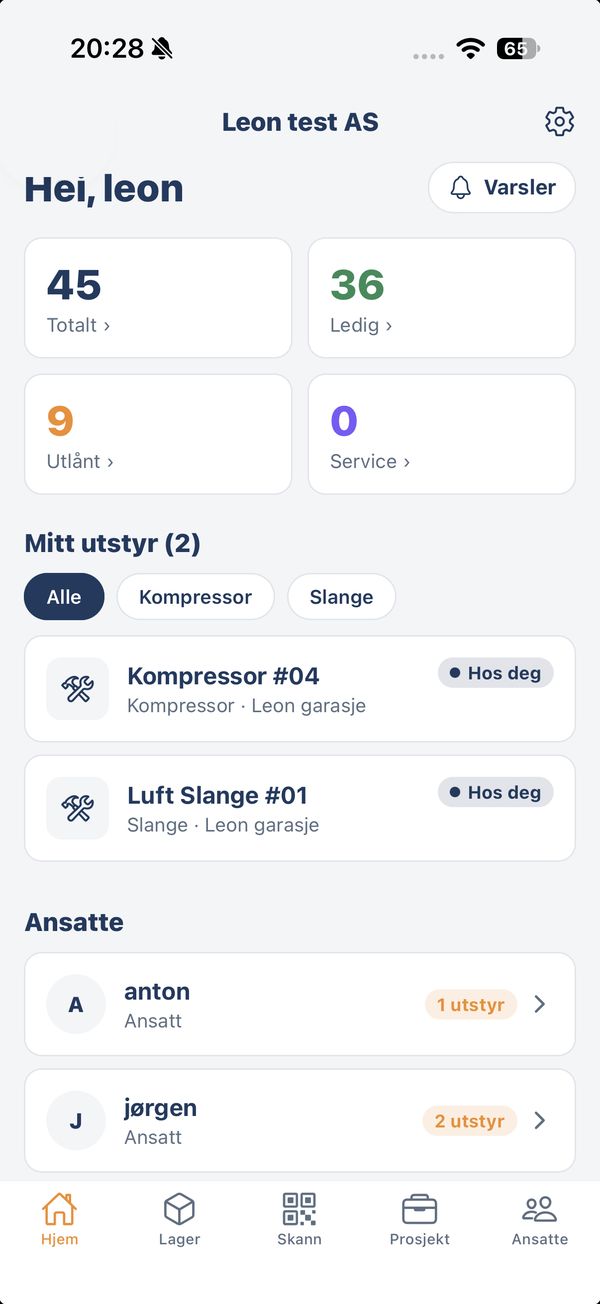 20:28
65
Leon test AS
Hei, leon
Varsler
45
Totalt ›
36
Ledig ›
9
Utlånt ›
0
Service ›
Mitt utstyr (2)
Alle
Kompressor
Slange
Kompressor #04
Hos deg
Kompressor · Leon garasje
Luft Slange #01
Hos deg
Slange · Leon garasje
Ansatte
A
anton
Ansatt
1 utstyr
J
jørgen
Ansatt
2 utstyr
Hjem
Lager
Skann
Prosjekt
Ansatte